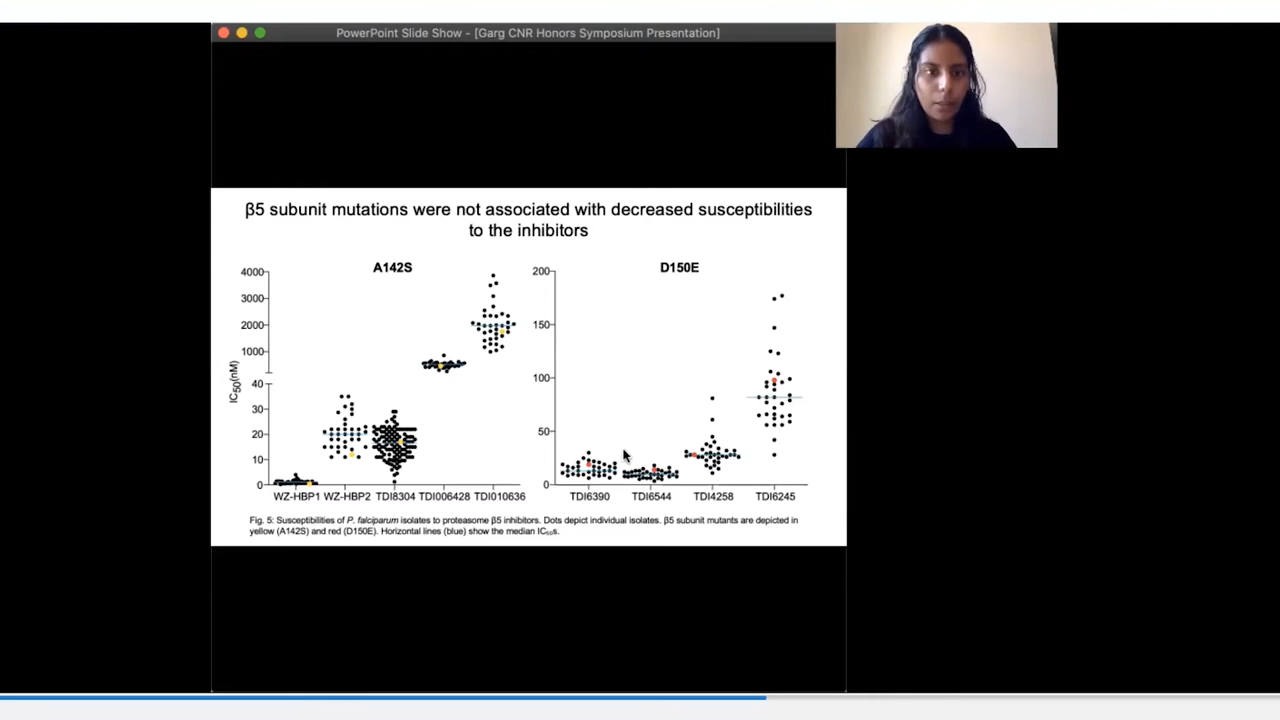 PowerPoint Slide Show - [Garg CNR Honors Symposium Presentation]
β5 subunit mutations were not associated with decreased susceptibilities
to the inhibitors
A142S
D150E
IC50(nM)
4000
3000
2000
1000
40
30
20
10
0
WZ-HBP1 WZ-HBP2 TDI8304 TDI006428 TDI010636
200
150
100
50
0
TDI6390 TDI6544 TDI4258 TDI6245
Fig. 5: Susceptibilities of P. falciparum isolates to proteasome β5 inhibitors. Dots depict individual isolates. β5 subunit mutants are depicted in
yellow (A142S) and red (D150E). Horizontal lines (blue) show the median IC₅₀s.